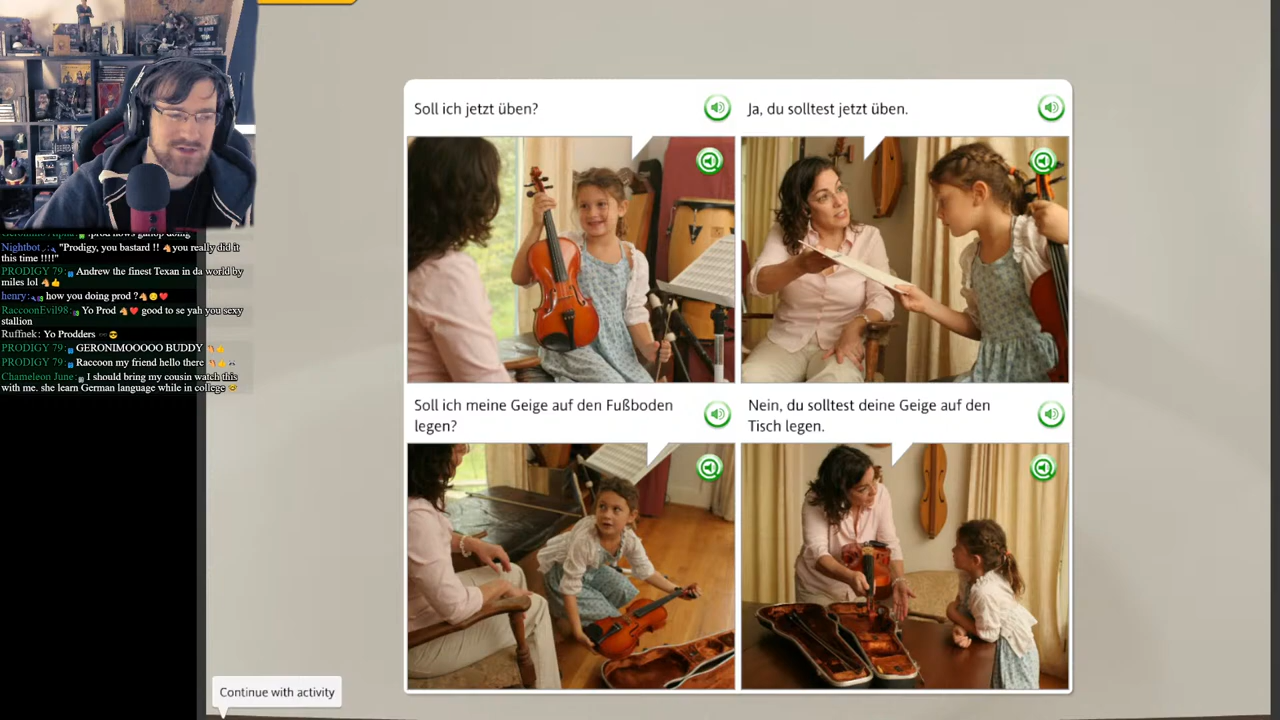 Soll ich jetzt üben?
Ja, du solltest jetzt üben.
Soll ich meine Geige auf den Fußboden
legen?
Nein, du solltest deine Geige auf den
Tisch legen.
Nightbot : "Prodigy, you bastard !! 🐴you really did it
this time !!!!"
PRODIGY 79: Andrew the finest Texan in da world by
miles lol 🐴👍
henry: how you doing prod ?🐴😊❤️
RaccoonEvil98: Yo Prod 🐴❤️ good to se yah you sexy
stallion
Ruffnek: Yo Prodders 😎
PRODIGY 79: GERONIMOOOOO BUDDY
PRODIGY 79: Raccoon my friend hello there
Chameleon June: I should bring my cousin watch this
with me. she learn German language while in college
Continue with activity